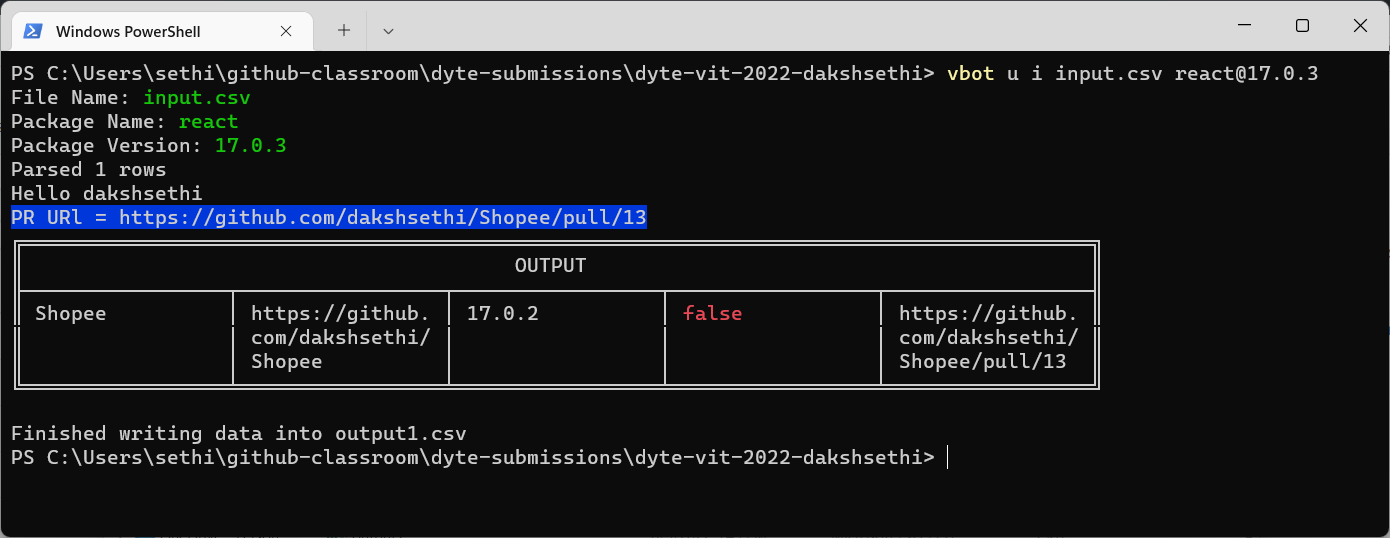 Windows PowerShell
PS C:\Users\sethi\github-classroom\dyte-submissions\dyte-vit-2022-dakshsethi> vbot u i input.csv react@17.0.3
File Name: input.csv
Package Name: react
Package Version: 17.0.3
Parsed 1 rows
Hello dakshsethi
PR URl = https://github.com/dakshsethi/Shopee/pull/13
OUTPUT
Shopee https://github. 17.0.2 false https://github.
com/dakshsethi/ com/dakshsethi/
Shopee Shopee/pull/13
Finished writing data into output1.csv
PS C:\Users\sethi\github-classroom\dyte-submissions\dyte-vit-2022-dakshsethi>